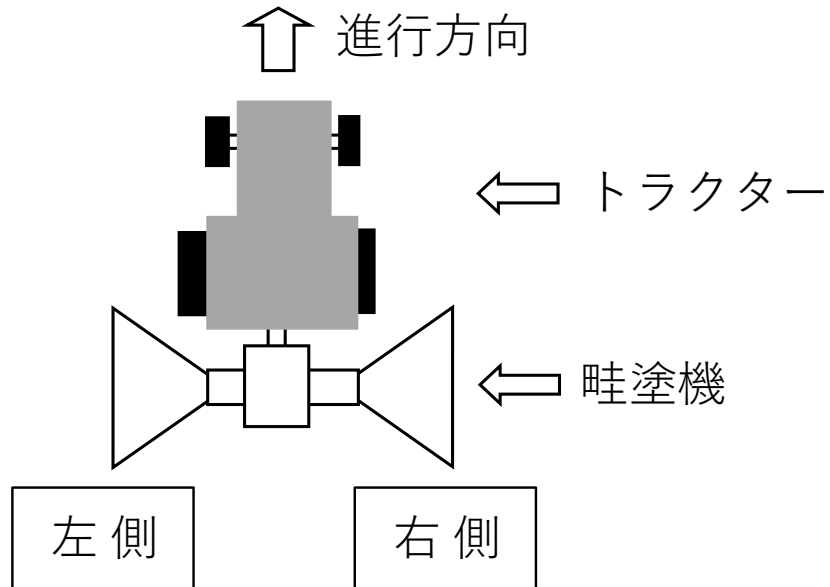 進行方向
トラクター
畦塗機
左側
右側